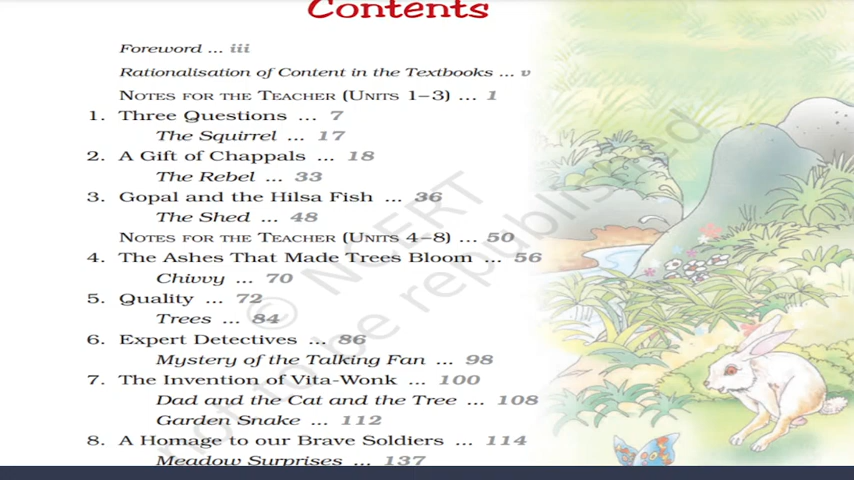 Contents
Foreword ... iii
Rationalisation of Content in the Textbooks ... v
NOTES FOR THE TEACHER (UNITS 1–3) ... 1
1. Three Questions ... 7
The Squirrel ... 17
2. A Gift of Chappals ... 18
The Rebel ... 33
3. Gopal and the Hilsa Fish ... 36
The Shed ... 48
NOTES FOR THE TEACHER (UNITS 4–8) ... 50
4. The Ashes That Made Trees Bloom ... 56
Chivvy ... 70
5. Quality ... 72
Trees ... 84
6. Expert Detectives ... 86
Mystery of the Talking Fan ... 98
7. The Invention of Vita-Wonk ... 100
Dad and the Cat and the Tree ... 108
Garden Snake ... 112
8. A Homage to our Brave Soldiers ... 114
Meadow Surprises ... 137
© NCERT
not to be republished